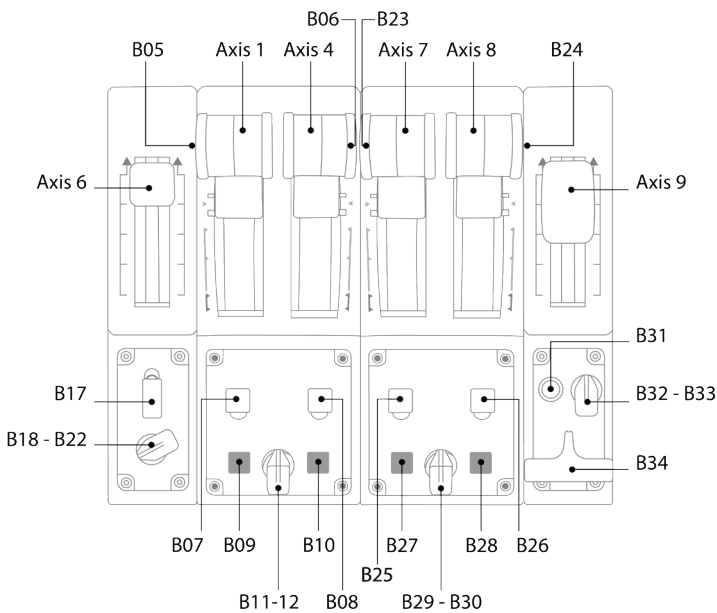 B06 B23
B05 Axis 1 Axis 4 Axis 7 Axis 8 B24
Axis 6 Axis 9
B31
B17 B32 - B33
B18 - B22
B34
B07 B09 B10 B27 B28 B26
B25
B11-12 B08 B29 - B30